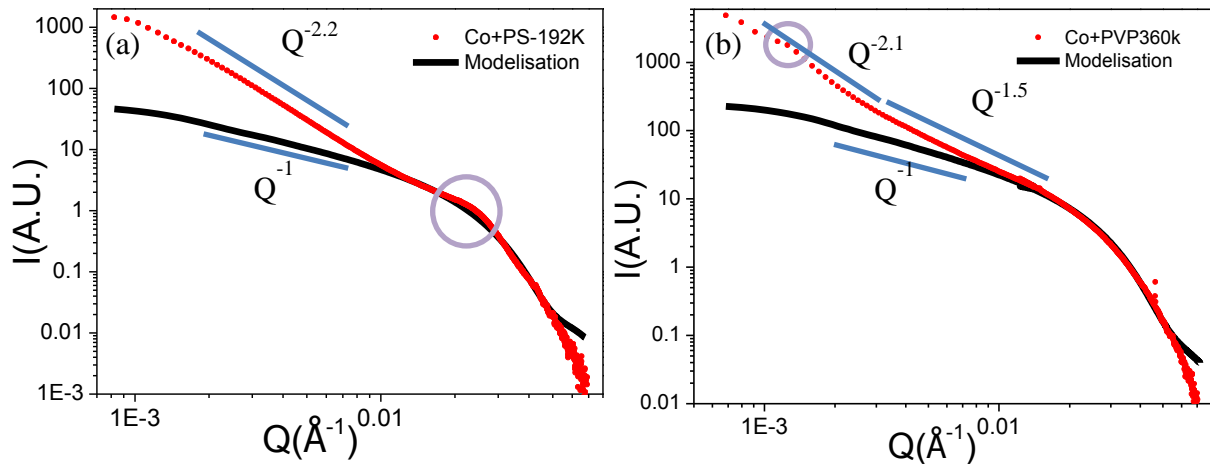 (a)
Q^-2.2
Co+PS-192K
Modelisation
Q^-1
I(A.U.)
1000
100
10
1
0.1
0.01
1E-3
1E-3
0.01
Q(Å^-1)
(b)
Q^-2.1
Co+PVP360k
Modelisation
Q^-1.5
Q^-1
I(A.U.)
1000
100
10
1
0.1
0.01
1E-3
0.01
Q(Å^-1)